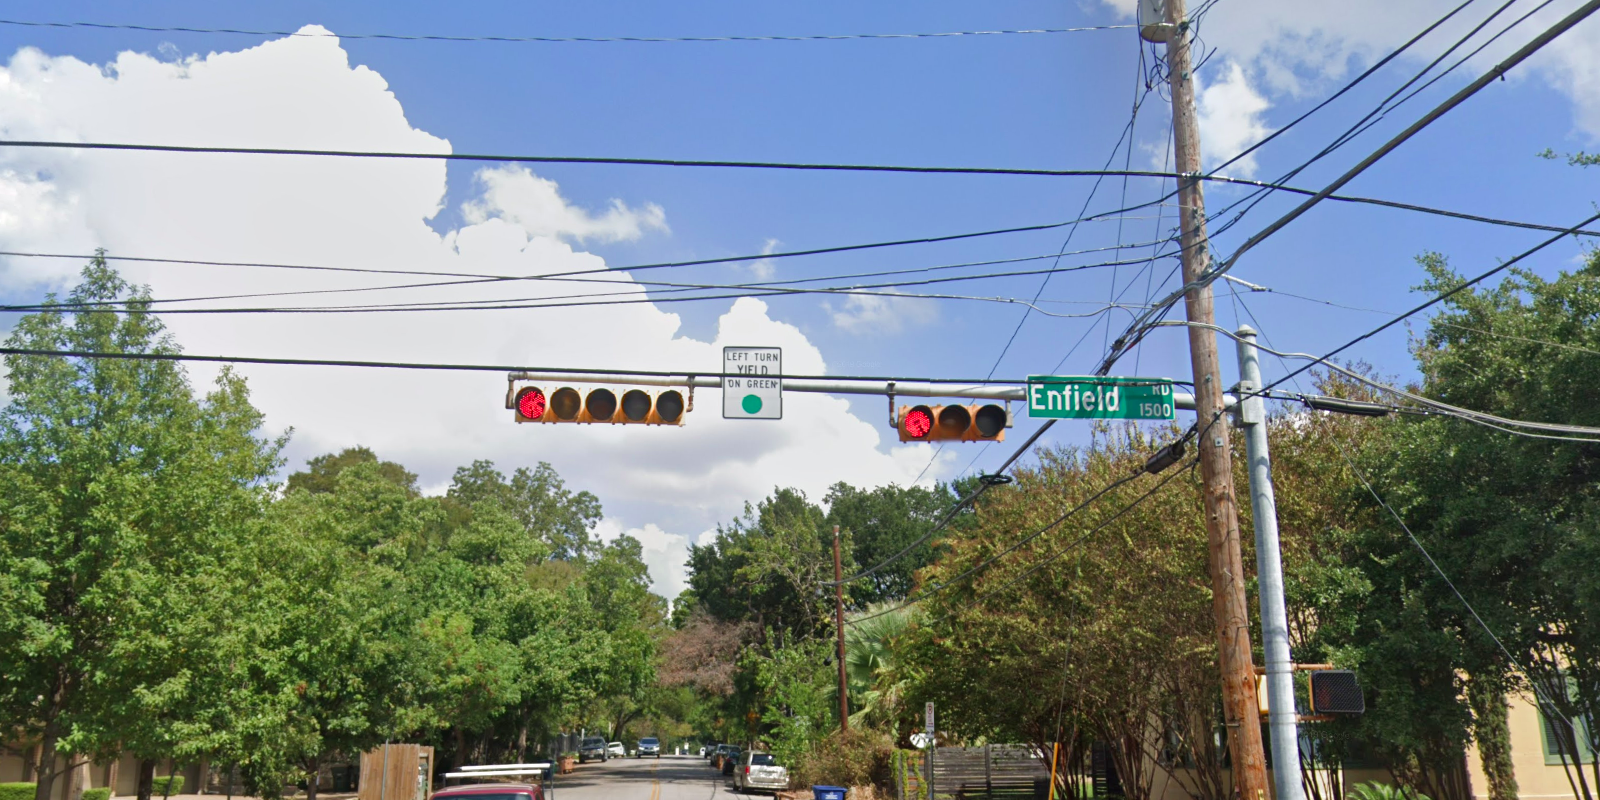 LEFT TURN
YIELD
ON GREEN
Enfield RD
1500